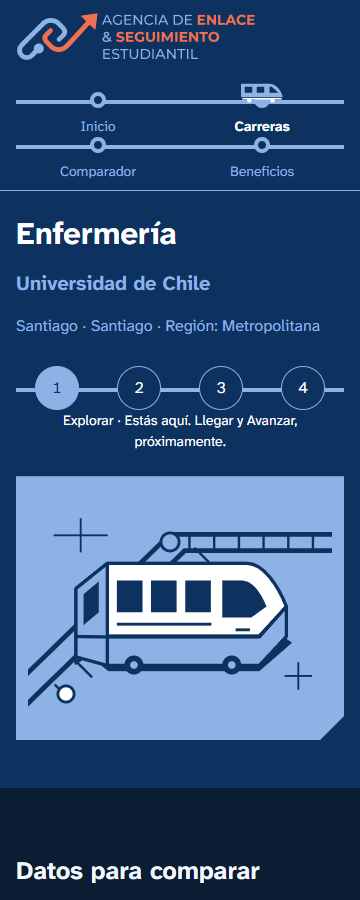 AGENCIA DE ENLACE
& SEGUIMIENTO
ESTUDIANTIL
Inicio
Carreras
Comparador
Beneficios
Enfermería
Universidad de Chile
Santiago · Santiago · Región: Metropolitana
1 2 3 4
Explorar · Estás aquí. Llegar y Avanzar,
próximamente.
Datos para comparar